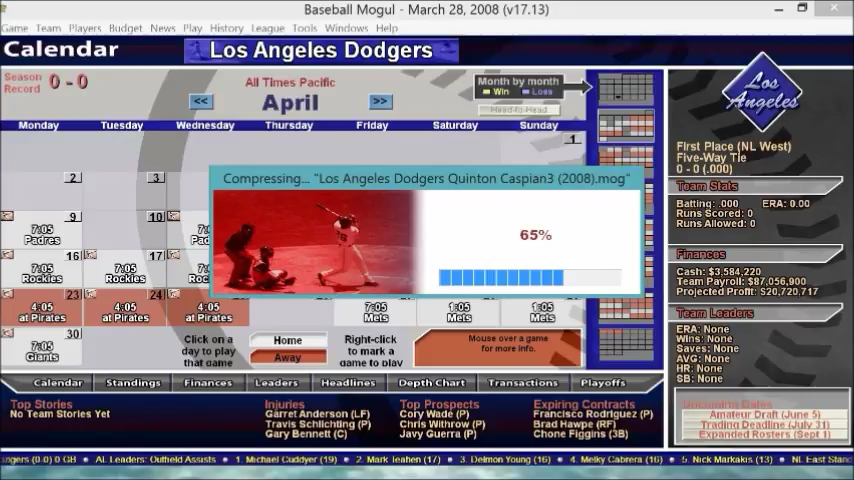 Baseball Mogul - March 28, 2008 (v17.13)
Game Team Players Budget News Play History League Tools Windows Help
Calendar
Los Angeles Dodgers
Season Record 0 - 0
All Times Pacific
<< April >>
Month by month
Win Loss
Head-to-Head
Monday Tuesday Wednesday Thursday Friday Saturday Sunday
1
2 3
9 10
7:05 Padres
16 17
7:05 Rockies 7:05 Rockies
23 24
4:05 at Pirates 4:05 at Pirates 4:05 at Pirates
7:05 Mets 1:05 Mets 1:05 Mets
30
7:05 Giants
Compressing... "Los Angeles Dodgers Quinton Caspian3 (2008).mog"
65%
Click on a day to play that game
Home
Away
Right-click to mark a game to play
Mouse over a game for more info.
Los Angeles
First Place (NL West)
Five-Way Tie
0 - 0 (.000)
Team Stats
Batting: .000 ERA: 0.00
Runs Scored: 0
Runs Allowed: 0
Finances
Cash: $3,584,220
Team Payroll: $87,056,900
Projected Profit: $20,720,717
Team Leaders
ERA: None
Wins: None
Saves: None
AVG: None
HR: None
SB: None
Upcoming Dates
Amateur Draft (June 5)
Trading Deadline (July 31)
Expanded Rosters (Sept 1)
Calendar Standings Finances Leaders Headlines Depth Chart Transactions Playoffs
Top Stories
No Team Stories Yet
Injuries
Garret Anderson (LF)
Travis Schlichting (P)
Gary Bennett (C)
Top Prospects
Cory Wade (P)
Chris Withrow (P)
Javy Guerra (P)
Expiring Contracts
Francisco Rodriguez (P)
Brad Hawpe (RF)
Chone Figgins (3B)
ngers (0-0) 0 GB • AL Leaders: Outfield Assists • 1. Michael Cuddyer (19) • 2. Mark Teahen (17) • 3. Delmon Young (16) • 4. Melky Cabrera (16) • 5. Nick Markakis (13) • NL East Stand